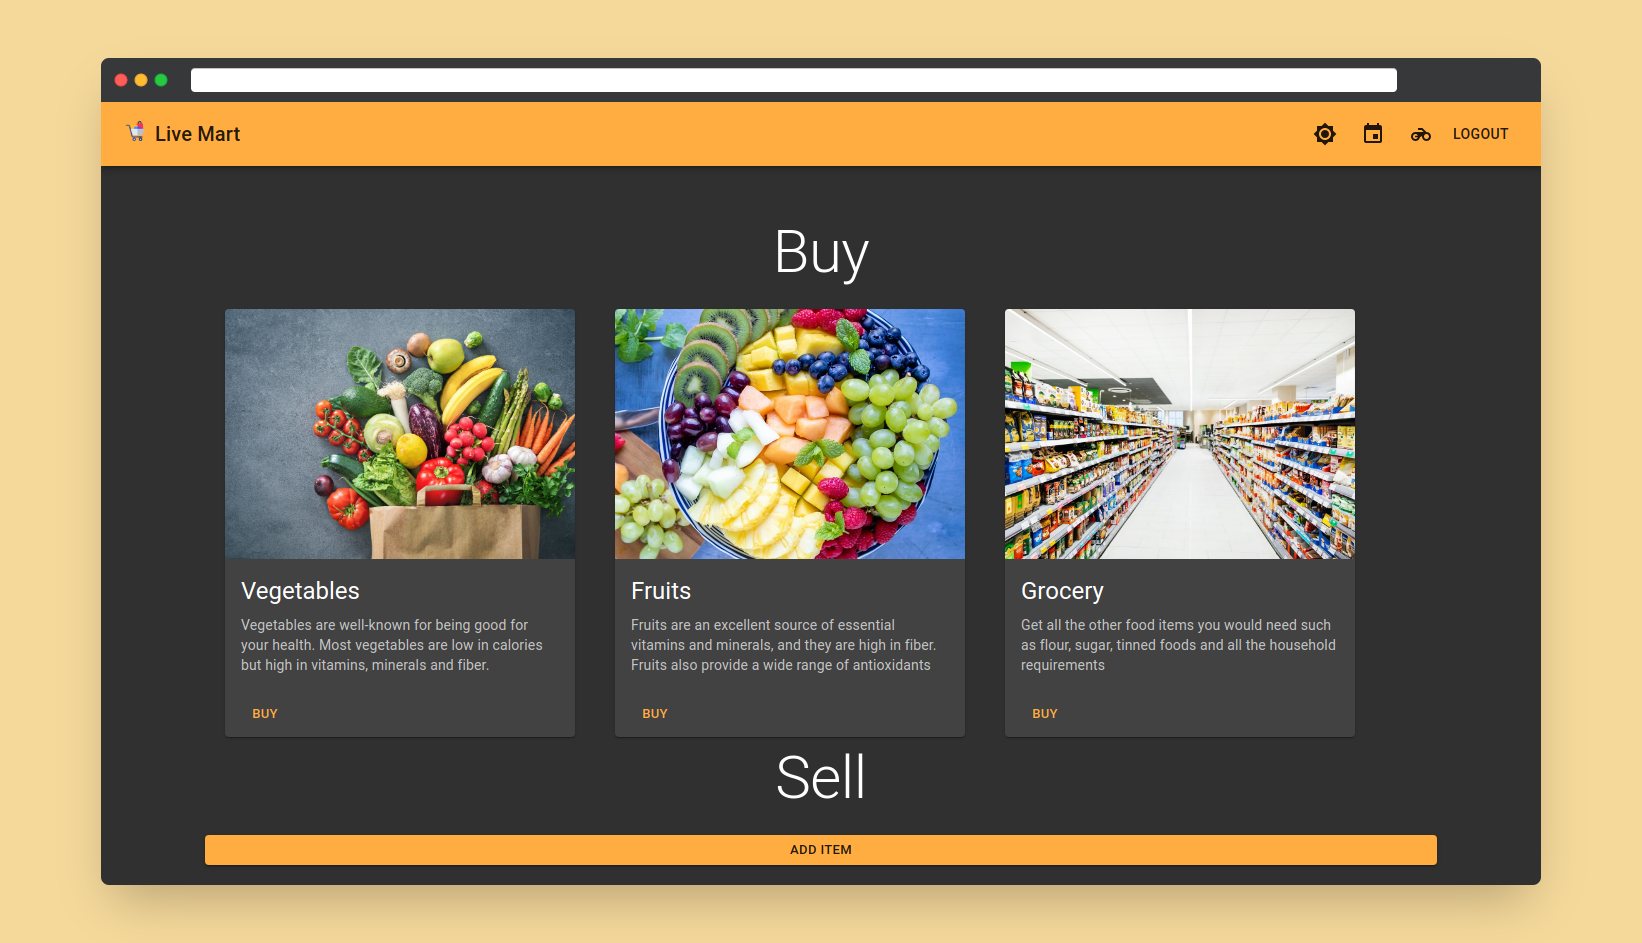 Live Mart
LOGOUT
Buy
Vegetables
Vegetables are well-known for being good for
your health. Most vegetables are low in calories
but high in vitamins, minerals and fiber.
BUY
Fruits
Fruits are an excellent source of essential
vitamins and minerals, and they are high in fiber.
Fruits also provide a wide range of antioxidants
BUY
Grocery
Get all the other food items you would need such
as flour, sugar, tinned foods and all the household
requirements
BUY
Sell
ADD ITEM